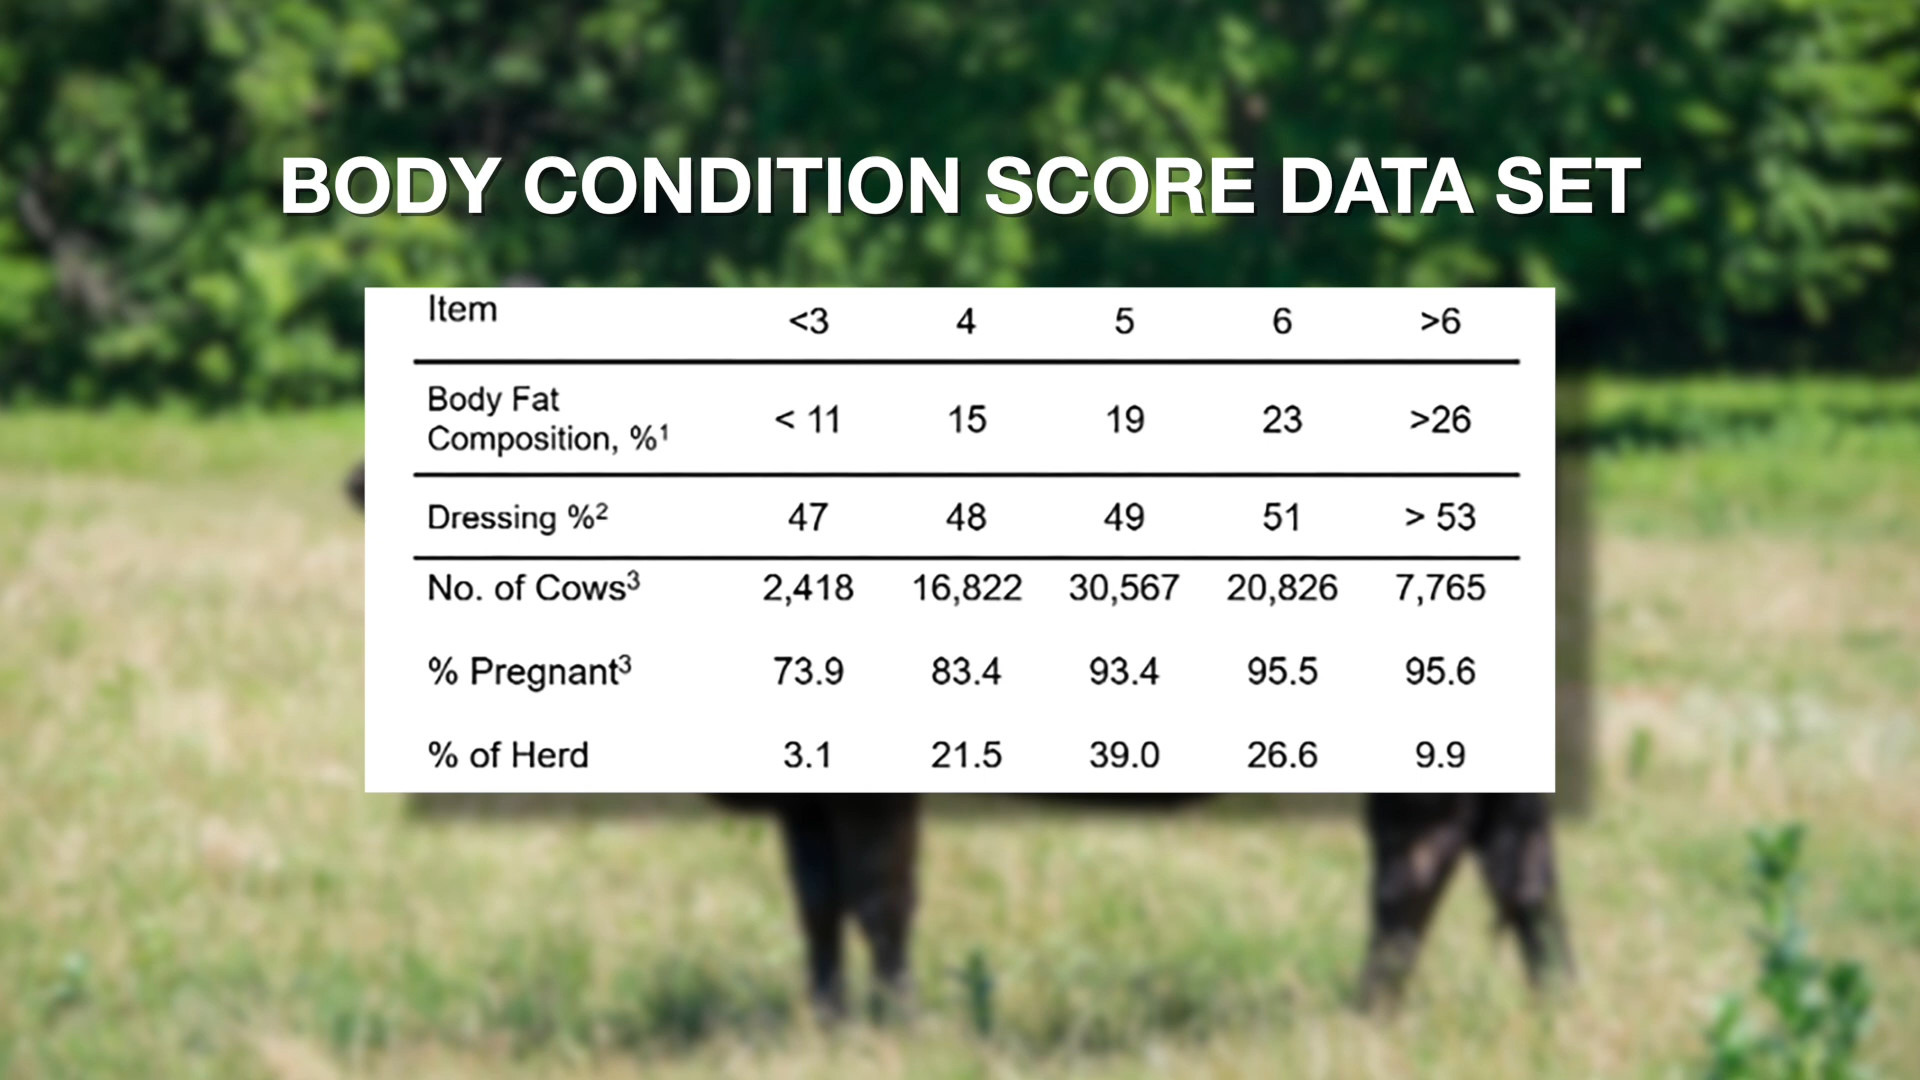 BODY CONDITION SCORE DATA SET
Item <3 4 5 6 >6
Body Fat
Composition, %¹ < 11 15 19 23 >26
Dressing %² 47 48 49 51 > 53
No. of Cows³ 2,418 16,822 30,567 20,826 7,765
% Pregnant³ 73.9 83.4 93.4 95.5 95.6
% of Herd 3.1 21.5 39.0 26.6 9.9